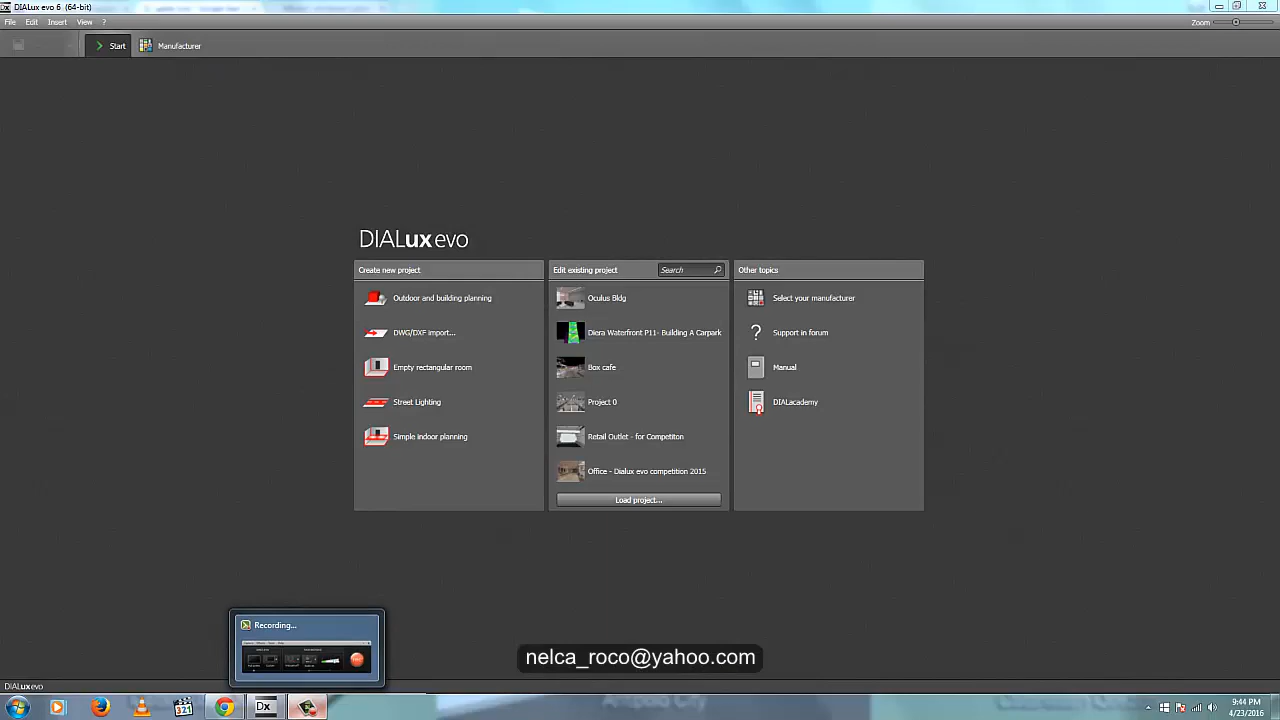 DIALux evo 6 (64-bit)
File Edit Insert View ? Zoom
Start Manufacturer
DIALux evo
Create new project
Outdoor and building planning
DWG/DXF import...
Empty rectangular room
Street Lighting
Simple indoor planning
Edit existing project Search
Oculus Bldg
Diera Waterfront P11- Building A Carpark
Box cafe
Project 0
Retail Outlet - for Competiton
Office - Dialux evo competition 2015
Load project...
Other topics
Select your manufacturer
Support in forum
Manual
DIALacademy
Recording...
nelca_roco@yahoo.com
DIALux evo
9:44 PM
4/23/2016